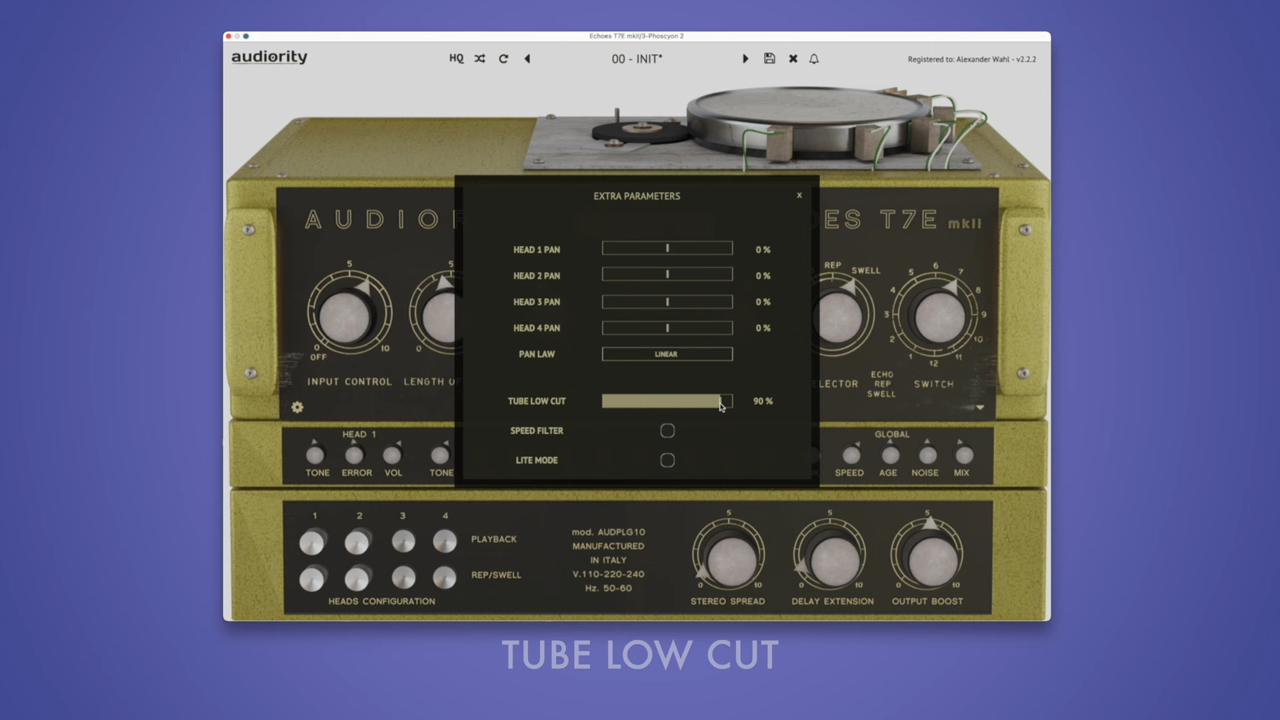 Echoes T7E mkII/3-Phoscyon 2
audiority
HQ
00 - INIT*
Registered to: Alexander Wahl - v2.2.2
EXTRA PARAMETERS
x
HEAD 1 PAN 0 %
HEAD 2 PAN 0 %
HEAD 3 PAN 0 %
HEAD 4 PAN 0 %
PAN LAW LINEAR
TUBE LOW CUT 90 %
SPEED FILTER
LITE MODE
AUDIO
ES T7E mkII
5
0
10
OFF
INPUT CONTROL
5
LENGTH O
REP
SWELL
ECHO
REP
SWELL
1 2 3 4 5 6 7 8 9 10 11 12
SWITCH
HEAD 1
TONE ERROR VOL TONE
GLOBAL
SPEED AGE NOISE MIX
1 2 3 4
PLAYBACK
REP/SWELL
HEADS CONFIGURATION
mod. AUDPLG10
MANUFACTURED
IN ITALY
V.110-220-240
Hz. 50-60
5 5 5
0 10 0 10 0 10
STEREO SPREAD DELAY EXTENSION OUTPUT BOOST
TUBE LOW CUT